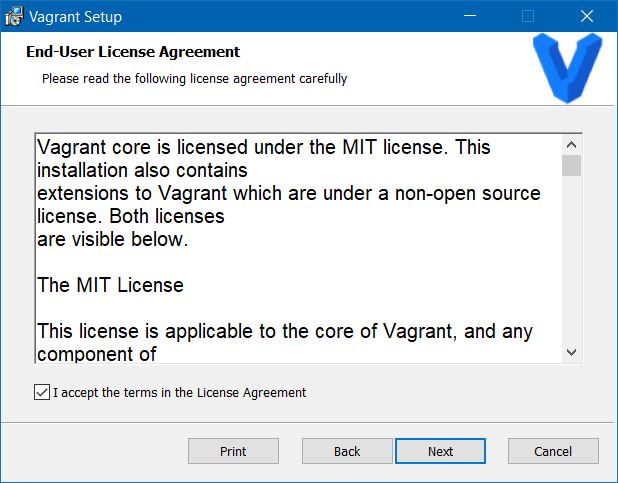 Vagrant Setup
End-User License Agreement
Please read the following license agreement carefully
Vagrant core is licensed under the MIT license. This
installation also contains
extensions to Vagrant which are under a non-open source
license. Both licenses
are visible below.
The MIT License
This license is applicable to the core of Vagrant, and any
component of
I accept the terms in the License Agreement
Print
Back
Next
Cancel